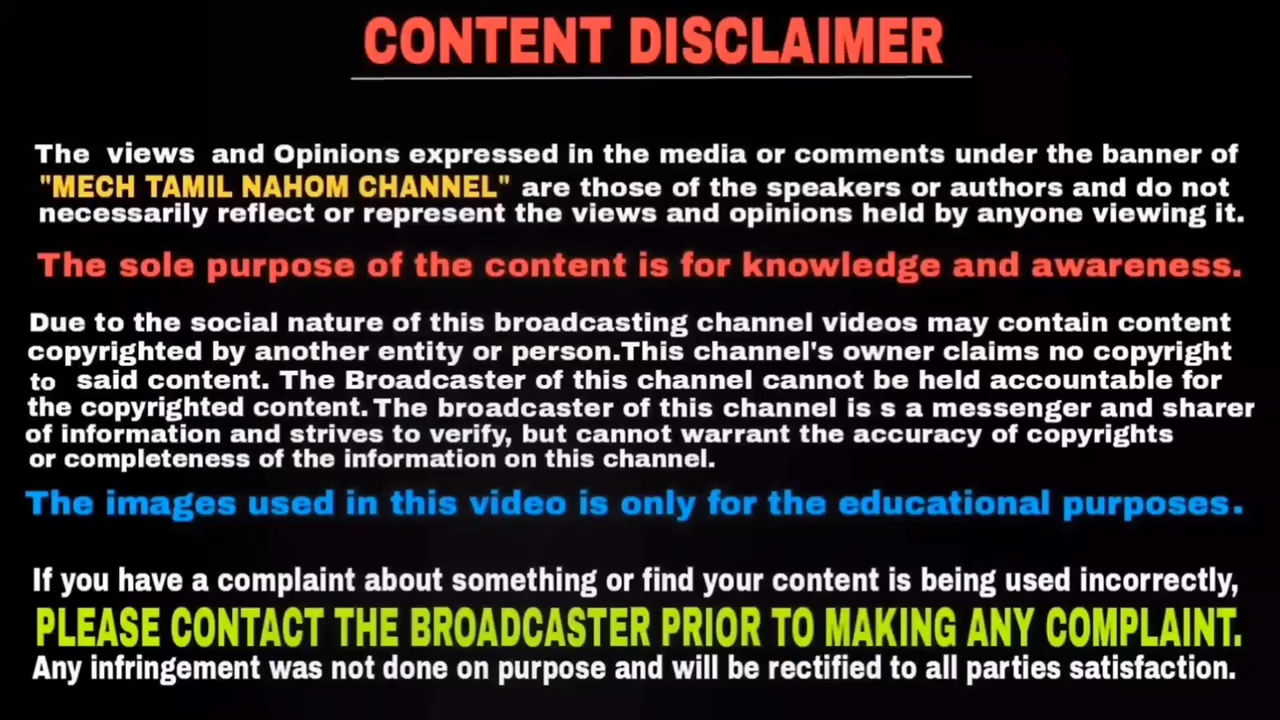 CONTENT DISCLAIMER
The views and Opinions expressed in the media or comments under the banner of
"MECH TAMIL NAHOM CHANNEL" are those of the speakers or authors and do not
necessarily reflect or represent the views and opinions held by anyone viewing it.
The sole purpose of the content is for knowledge and awareness.
Due to the social nature of this broadcasting channel videos may contain content
copyrighted by another entity or person.This channel's owner claims no copyright
to said content. The Broadcaster of this channel cannot be held accountable for
the copyrighted content. The broadcaster of this channel is s a messenger and sharer
of information and strives to verify, but cannot warrant the accuracy of copyrights
or completeness of the information on this channel.
The images used in this video is only for the educational purposes.
If you have a complaint about something or find your content is being used incorrectly,
PLEASE CONTACT THE BROADCASTER PRIOR TO MAKING ANY COMPLAINT.
Any infringement was not done on purpose and will be rectified to all parties satisfaction.